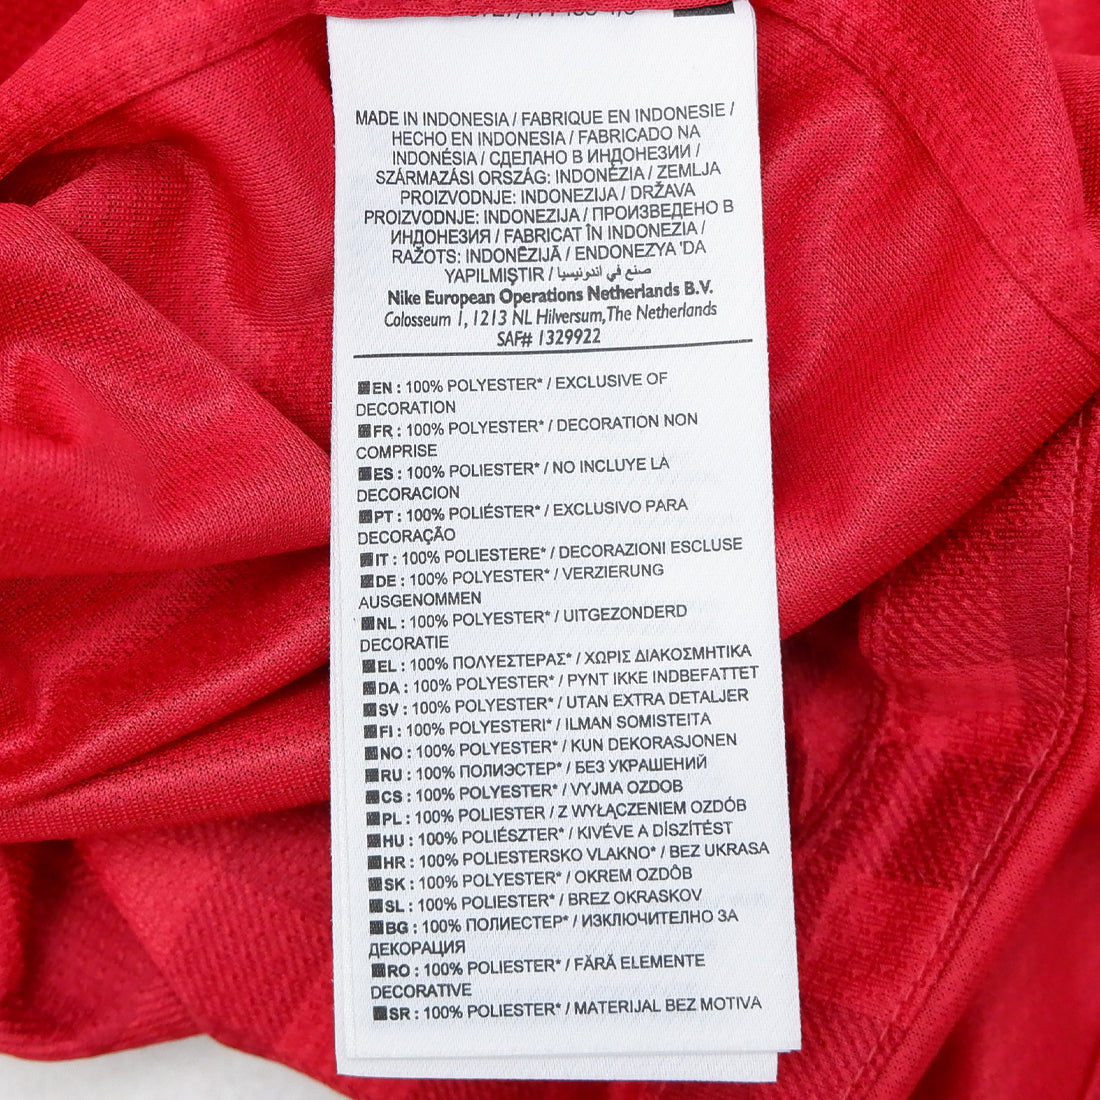 MADE IN INDONESIA / FABRIQUE EN INDONESIE /
HECHO EN INDONESIA / FABRICADO NA
INDONÉSIA / СДЕЛАНО В ИНДОНЕЗИИ /
SZÁRMAZÁSI ORSZÁG: INDONÉZIA / ZEMLJA
PROIZVODNJE: INDONEZIJA / DRŽAVA
PROIZVODNJE: INDONEZIJA / ПРОИЗВЕДЕНО В
ИНДОНЕЗИЯ / FABRICAT ÎN INDONEZIA /
RAŽOTS: INDONĒZIJĀ / ENDONEZYA 'DA
YAPILMIŞTIR / صنع في اندونيسيا
Nike European Operations Netherlands B.V.
Colosseum 1, 1213 NL Hilversum, The Netherlands
SAF# 1329922
EN : 100% POLYESTER* / EXCLUSIVE OF
DECORATION
FR : 100% POLYESTER* / DECORATION NON
COMPRISE
ES : 100% POLIESTER* / NO INCLUYE LA
DECORACION
PT : 100% POLIÉSTER* / EXCLUSIVO PARA
DECORAÇÃO
IT : 100% POLIESTERE* / DECORAZIONI ESCLUSE
DE : 100% POLYESTER* / VERZIERUNG
AUSGENOMMEN
NL : 100% POLYESTER* / UITGEZONDERD
DECORATIE
EL : 100% ΠΟΛΥΕΣΤΕΡΑΣ* / ΧΩΡΙΣ ΔΙΑΚΟΣΜΗΤΙΚΑ
DA : 100% POLYESTER* / PYNT IKKE INDBEFATTET
SV : 100% POLYESTER* / UTAN EXTRA DETALJER
FI : 100% POLYESTERI* / ILMAN SOMISTEITA
NO : 100% POLYESTER* / KUN DEKORASJONEN
RU : 100% ПОЛИЭСТЕР* / БЕЗ УКРАШЕНИЙ
CS : 100% POLYESTER* / VYJMA OZDOB
PL : 100% POLYESTER / Z WYŁĄCZENIEM OZDÓB
HU : 100% POLIÉSZTER* / KIVÉVE A DÍSZÍTÉST
HR : 100% POLIESTERSKO VLAKNO* / BEZ UKRASA
SK : 100% POLYESTER* / OKREM OZDÔB
SL : 100% POLYESTER* / BREZ OKRASKOV
BG : 100% ПОЛИЕСТЕР* / ИЗКЛЮЧИТЕЛНО ЗА
ДЕКОРАЦИЯ
RO : 100% POLIESTER* / FĂRĂ ELEMENTE
DECORATIVE
SR : 100% POLYESTER* / MATERIJAL BEZ MOTIVA